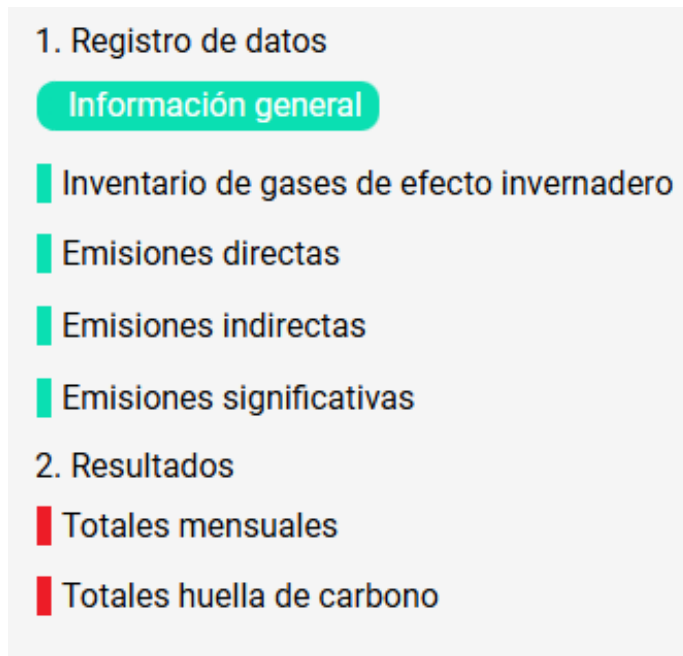 1. Registro de datos
Información general
Inventario de gases de efecto invernadero
Emisiones directas
Emisiones indirectas
Emisiones significativas
2. Resultados
Totales mensuales
Totales huella de carbono